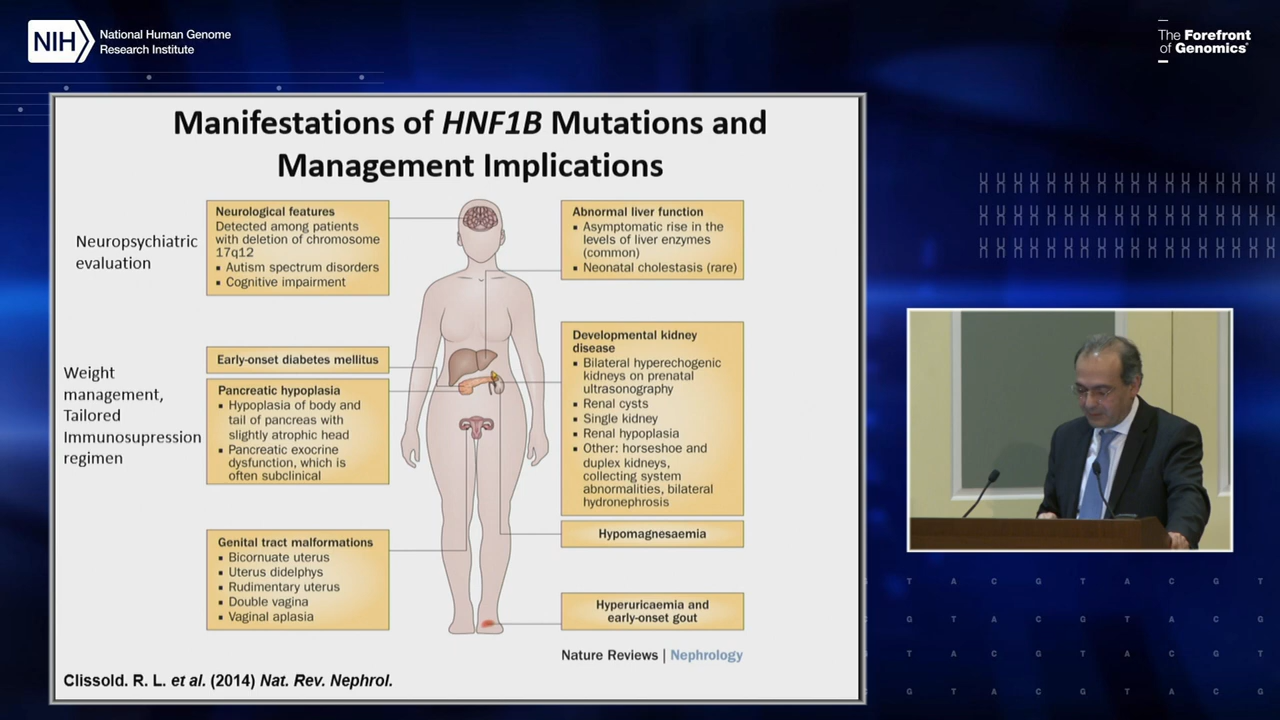 NIH
National Human Genome
Research Institute
The Forefront
of Genomics®
Manifestations of HNF1B Mutations and
Management Implications
Neuropsychiatric
evaluation
Neurological features
Detected among patients
with deletion of chromosome
17q12
▪ Autism spectrum disorders
▪ Cognitive impairment
Abnormal liver function
▪ Asymptomatic rise in the
levels of liver enzymes
(common)
▪ Neonatal cholestasis (rare)
Weight
management,
Tailored
Immunosupression
regimen
Early-onset diabetes mellitus
Pancreatic hypoplasia
▪ Hypoplasia of body and
tail of pancreas with
slightly atrophic head
▪ Pancreatic exocrine
dysfunction, which is
often subclinical
Developmental kidney
disease
▪ Bilateral hyperechogenic
kidneys on prenatal
ultrasonography
▪ Renal cysts
▪ Single kidney
▪ Renal hypoplasia
▪ Other: horseshoe and
duplex kidneys,
collecting system
abnormalities, bilateral
hydronephrosis
Hypomagnesaemia
Genital tract malformations
▪ Bicornuate uterus
▪ Uterus didelphys
▪ Rudimentary uterus
▪ Double vagina
▪ Vaginal aplasia
Hyperuricaemia and
early-onset gout
Nature Reviews | Nephrology
Clissold. R. L. et al. (2014) Nat. Rev. Nephrol.
T A C G T A C G T
T A C G T A C G T
T A C G T A C G T
G T A C G T A C G